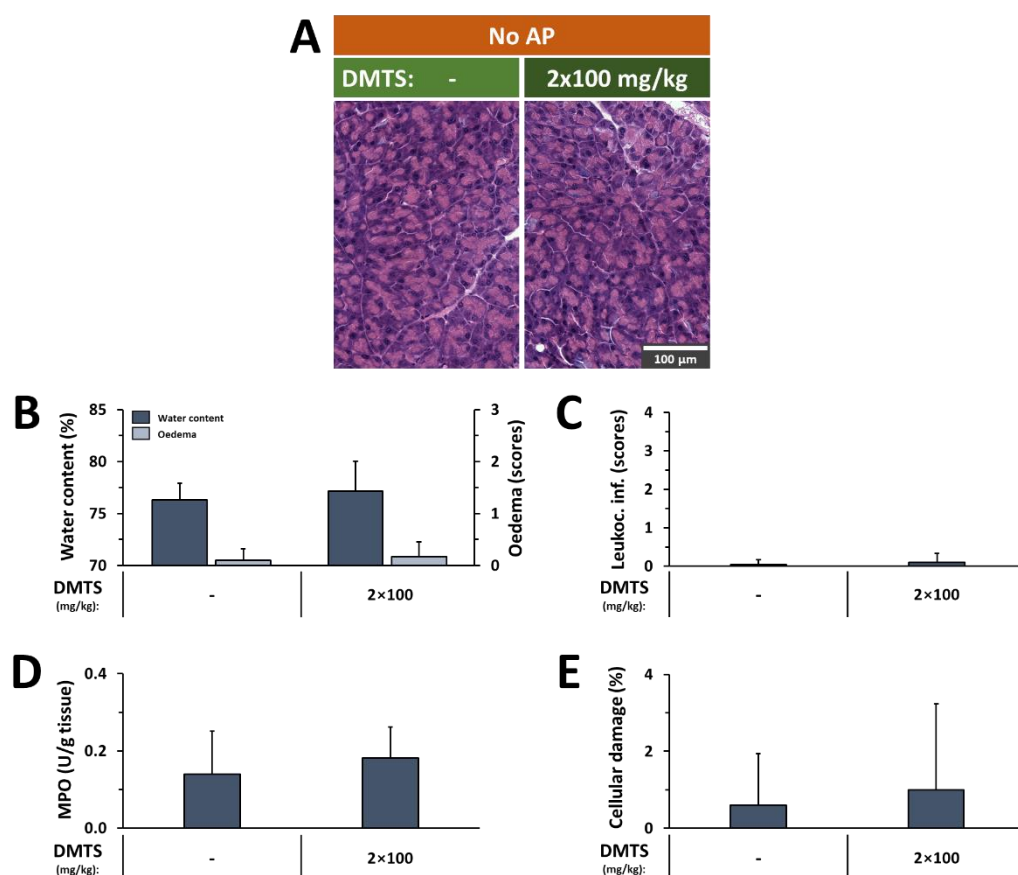 A
No AP
DMTS: -
2x100 mg/kg
100 µm
B
Water content (%)
85
80
75
70
Water content
Oedema
3
2
1
0
Oedema (scores)
DMTS
(mg/kg):
-
2×100
C
Leukoc. inf. (scores)
4
3
2
1
0
DMTS
(mg/kg):
-
2×100
D
MPO (U/g tissue)
0.4
0.2
0.0
DMTS
(mg/kg):
-
2×100
E
Cellular damage (%)
4
2
0
DMTS
(mg/kg):
-
2×100